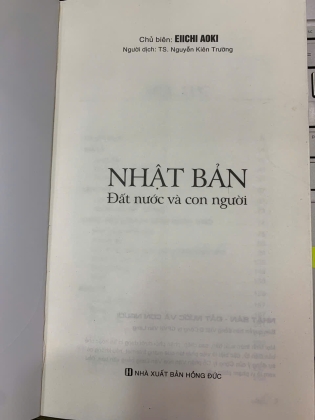 Chủ biên: EIICHI AOKI
Người dịch: TS. Nguyễn Kiên Trường
NHẬT BẢN
Đất nước và con người
NHÀ XUẤT BẢN HỒNG ĐỨC